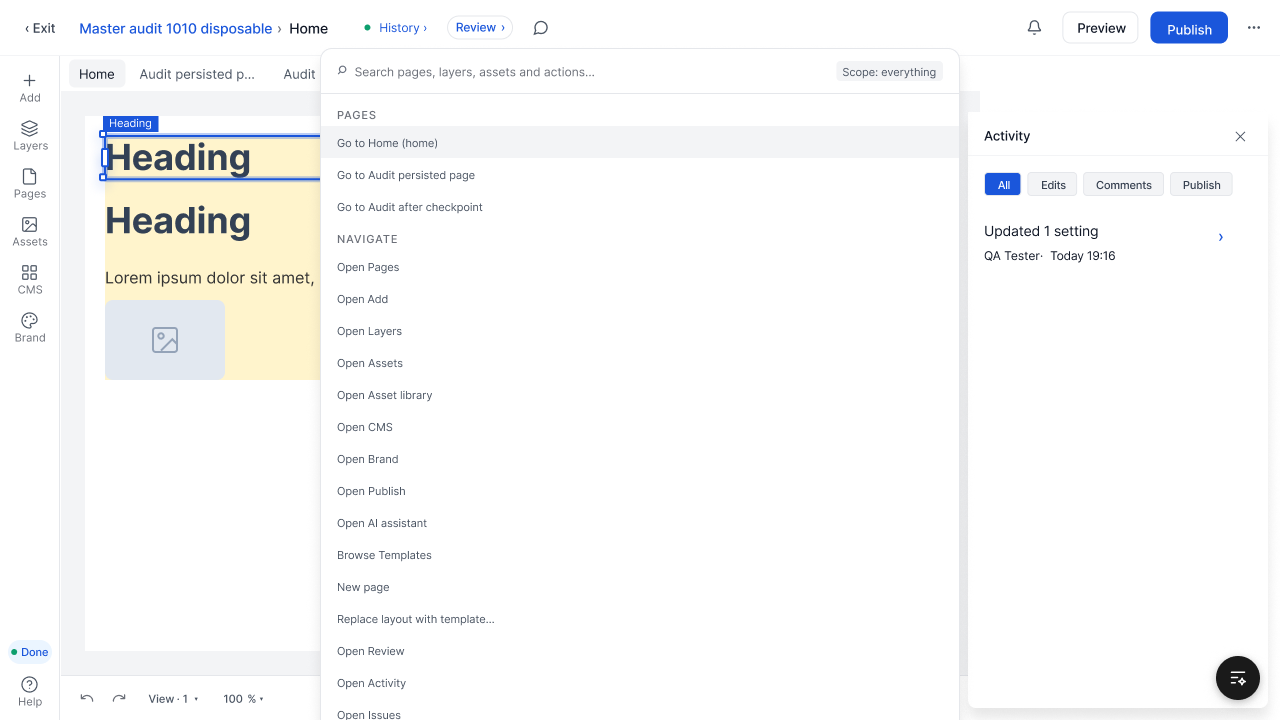 ‹ Exit
Master audit 1010 disposable › Home
History ›
Review ›
Preview
Publish
Add
Layers
Pages
Assets
CMS
Brand
Done
Help
Home
Audit persisted p...
Audit
Heading
Heading
Heading
Lorem ipsum dolor sit amet,
View · 1
100 %
Search pages, layers, assets and actions...
Scope: everything
PAGES
Go to Home (home)
Go to Audit persisted page
Go to Audit after checkpoint
NAVIGATE
Open Pages
Open Add
Open Layers
Open Assets
Open Asset library
Open CMS
Open Brand
Open Publish
Open AI assistant
Browse Templates
New page
Replace layout with template...
Open Review
Open Activity
Open Issues
Activity
All
Edits
Comments
Publish
Updated 1 setting
QA Tester· Today 19:16